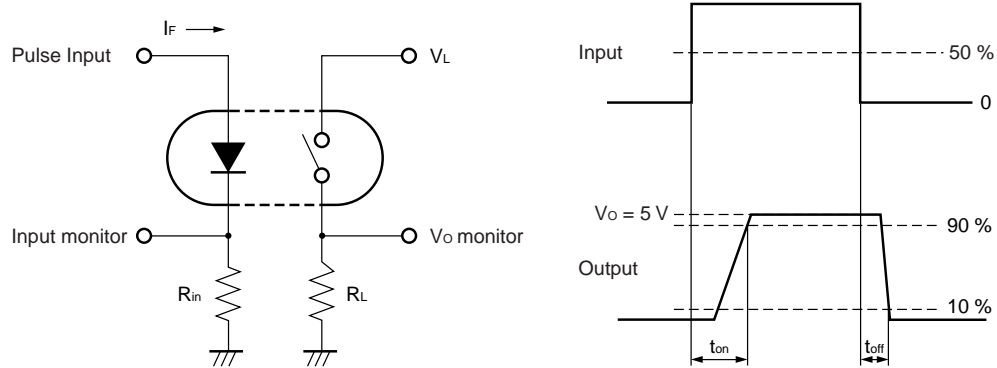 IF
Pulse Input
VL
Input monitor
VO monitor
Rin
RL
Input
50 %
0
VO = 5 V
90 %
Output
10 %
ton
toff